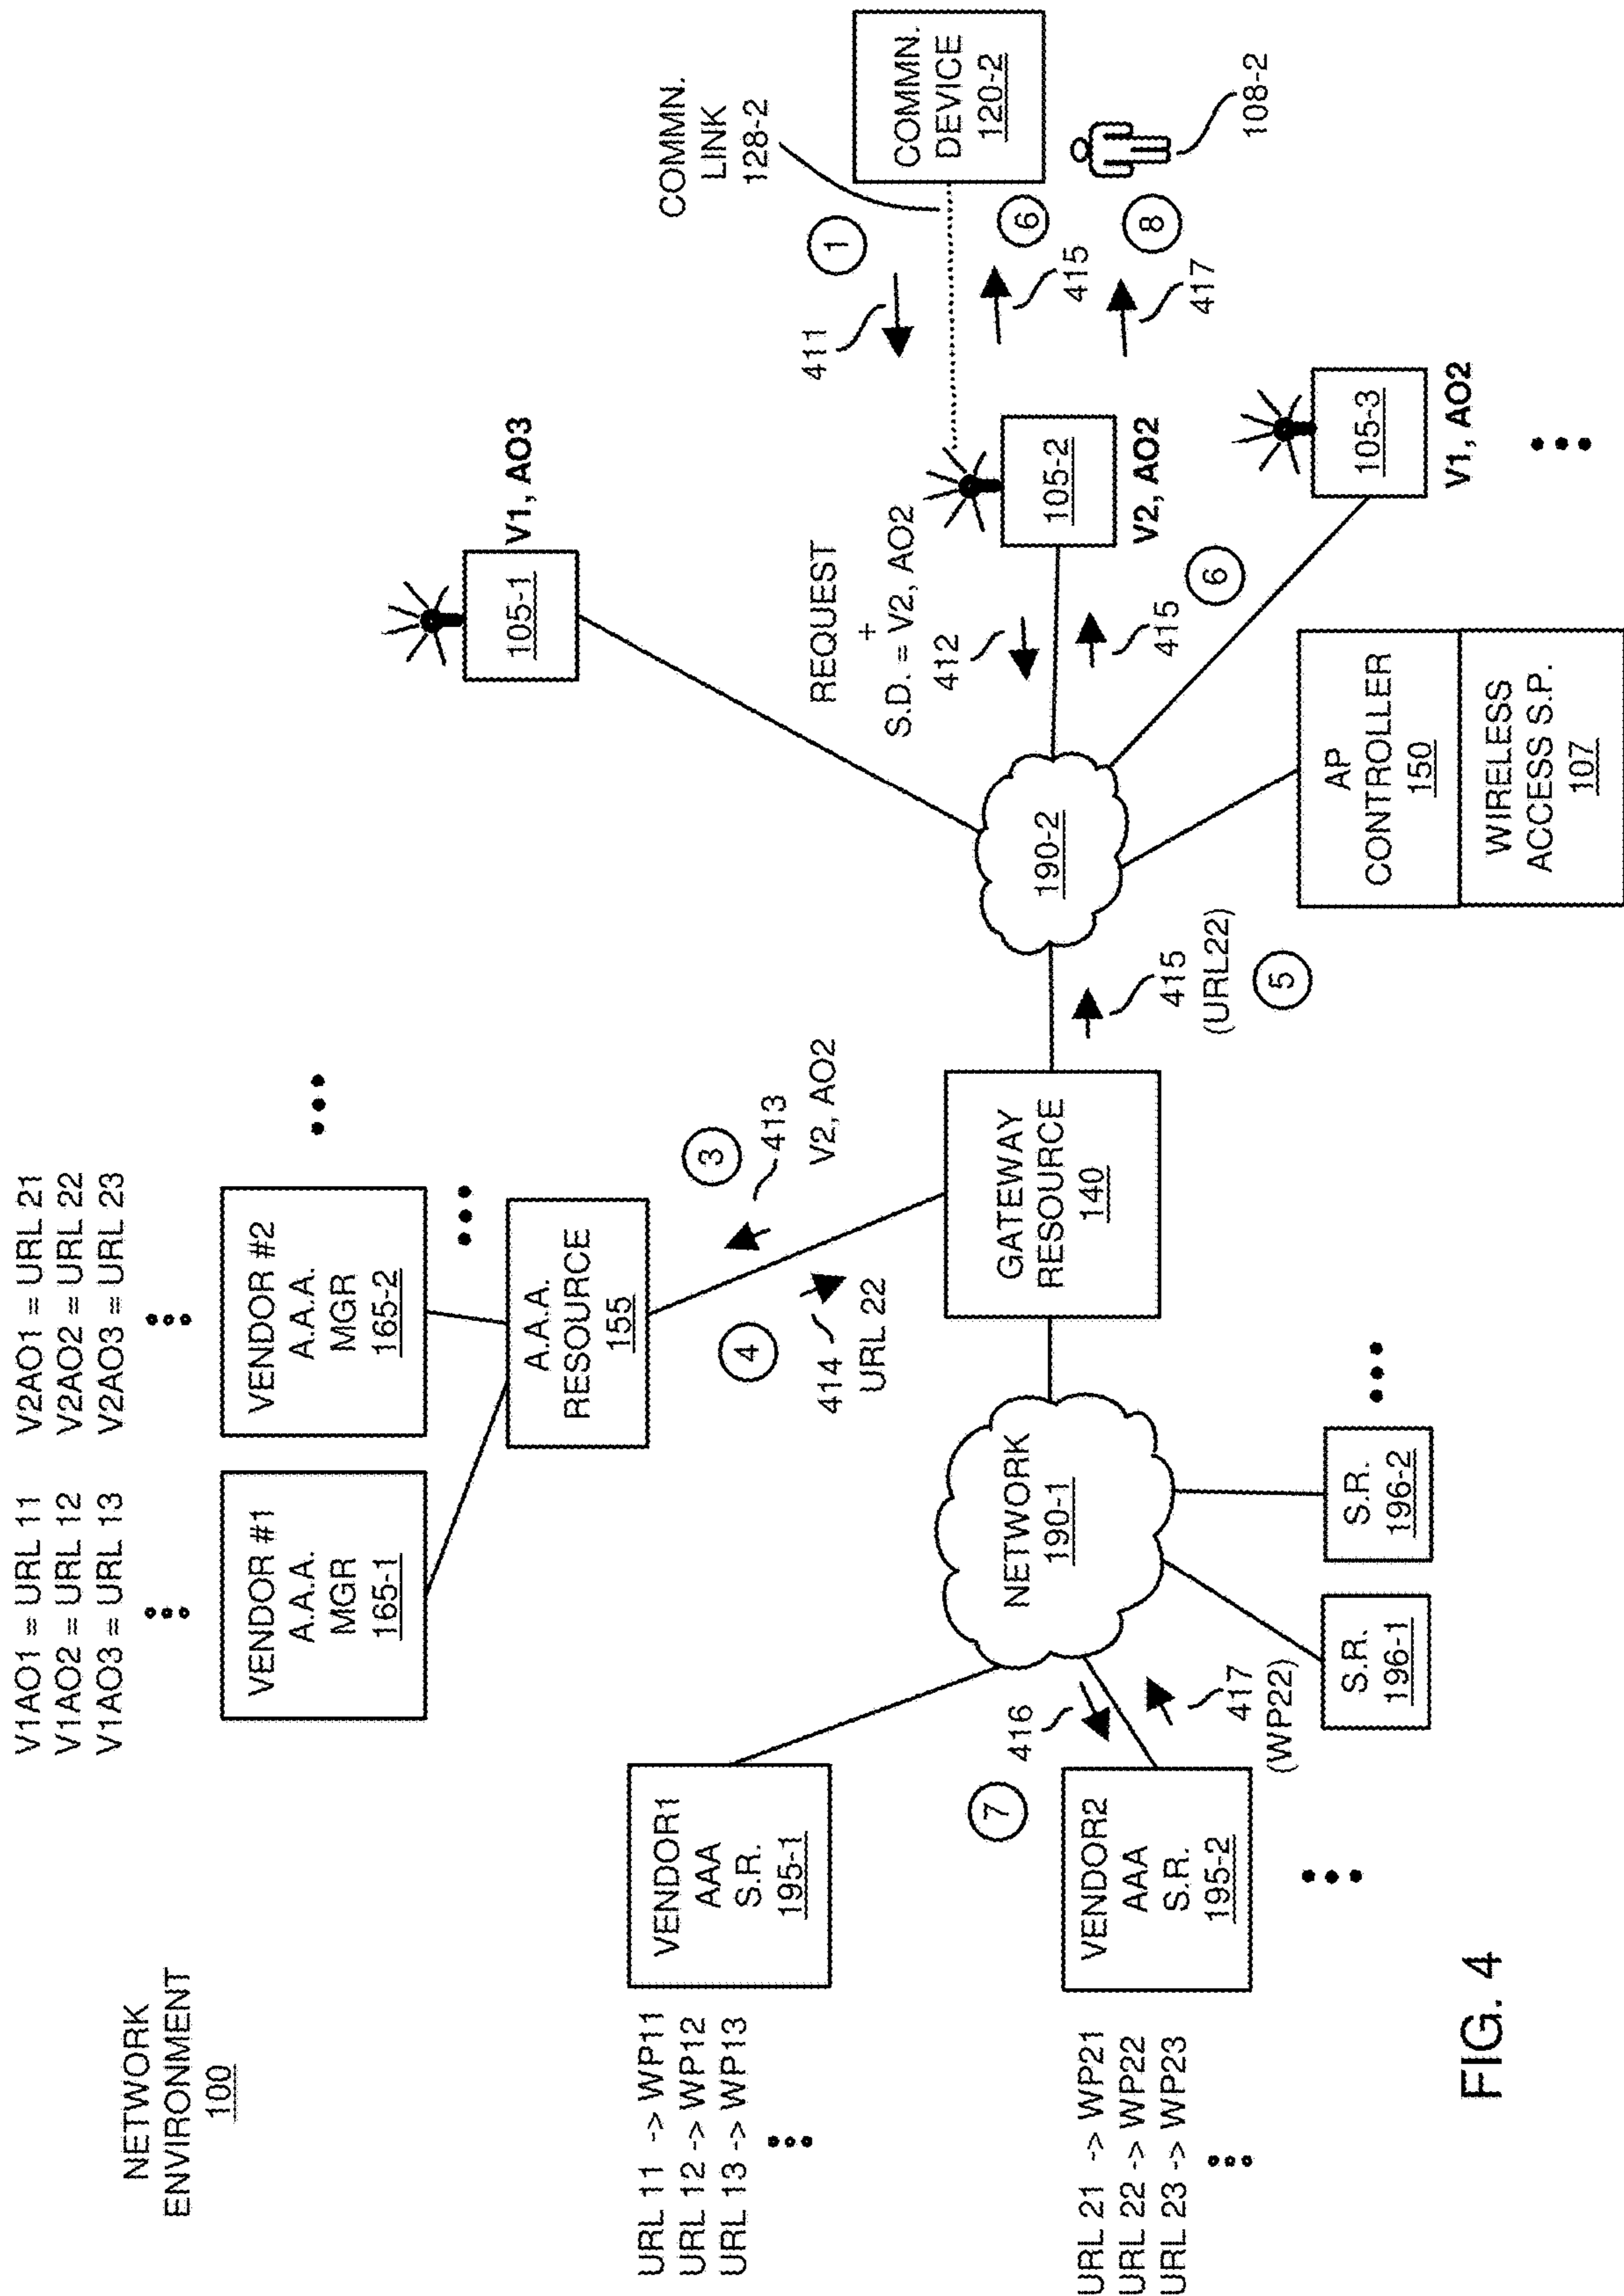 NETWORK
ENVIRONMENT
100
V1AO1 = URL 11
V1AO2 = URL 12
V1AO3 = URL 13
V2AO1 = URL 21
V2AO2 = URL 22
V2AO3 = URL 23
VENDOR #1
A.A.A.
MGR
165-1
VENDOR #2
A.A.A.
MGR
165-2
A.A.A.
RESOURCE
155
3
413
V2, AO2
4
414
URL 22
105-1
V1, AO3
COMMN.
LINK
128-2
COMMN.
DEVICE
120-2
1
411
6
415
8
417
108-2
REQUEST
+
S.D. = V2, AO2
412
415
6
105-2
V2, AO2
105-3
V1, AO2
190-2
AP
CONTROLLER
150
WIRELESS
ACCESS S.P.
107
415
(URL22)
5
GATEWAY
RESOURCE
140
NETWORK
190-1
S.R.
196-1
S.R.
196-2
URL 11 -> WP11
URL 12 -> WP12
URL 13 -> WP13
VENDOR1
AAA
S.R.
195-1
7
416
417
(WP22)
URL 21 -> WP21
URL 22 -> WP22
URL 23 -> WP23
VENDOR2
AAA
S.R.
195-2
FIG. 4